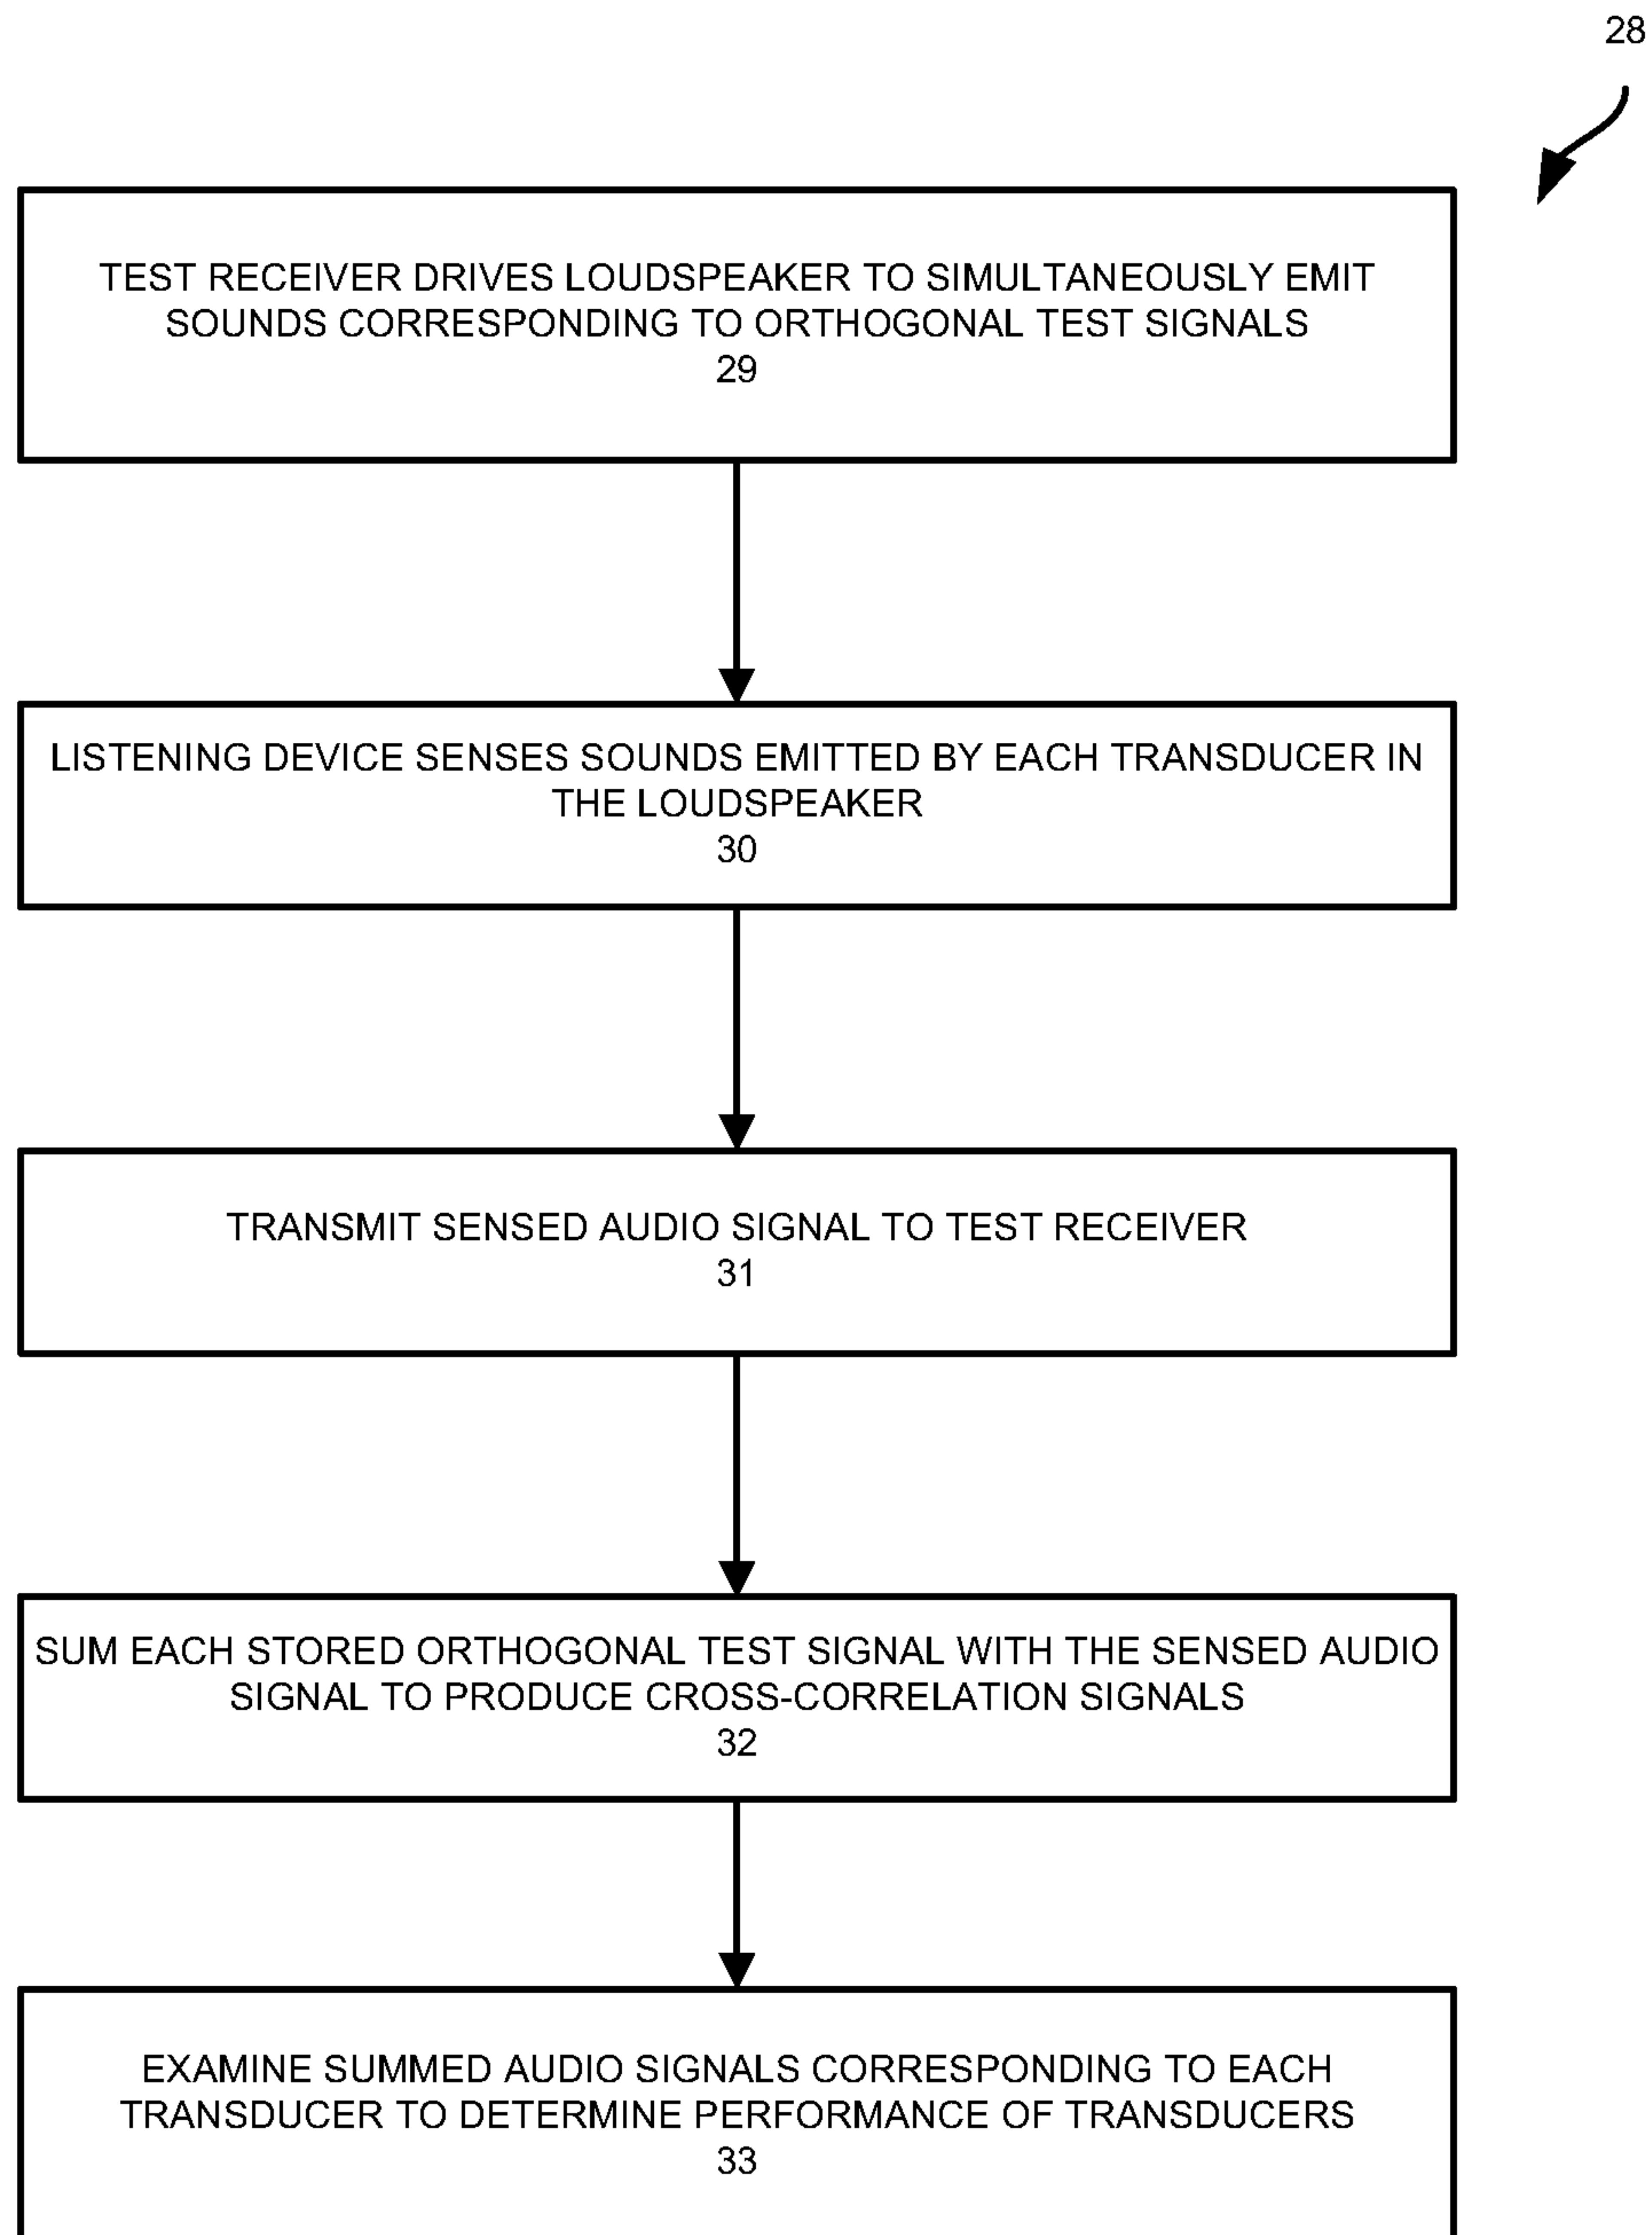 28
TEST RECEIVER DRIVES LOUDSPEAKER TO SIMULTANEOUSLY EMIT
SOUNDS CORRESPONDING TO ORTHOGONAL TEST SIGNALS
29
LISTENING DEVICE SENSES SOUNDS EMITTED BY EACH TRANSDUCER IN
THE LOUDSPEAKER
30
TRANSMIT SENSED AUDIO SIGNAL TO TEST RECEIVER
31
SUM EACH STORED ORTHOGONAL TEST SIGNAL WITH THE SENSED AUDIO
SIGNAL TO PRODUCE CROSS-CORRELATION SIGNALS
32
EXAMINE SUMMED AUDIO SIGNALS CORRESPONDING TO EACH
TRANSDUCER TO DETERMINE PERFORMANCE OF TRANSDUCERS
33